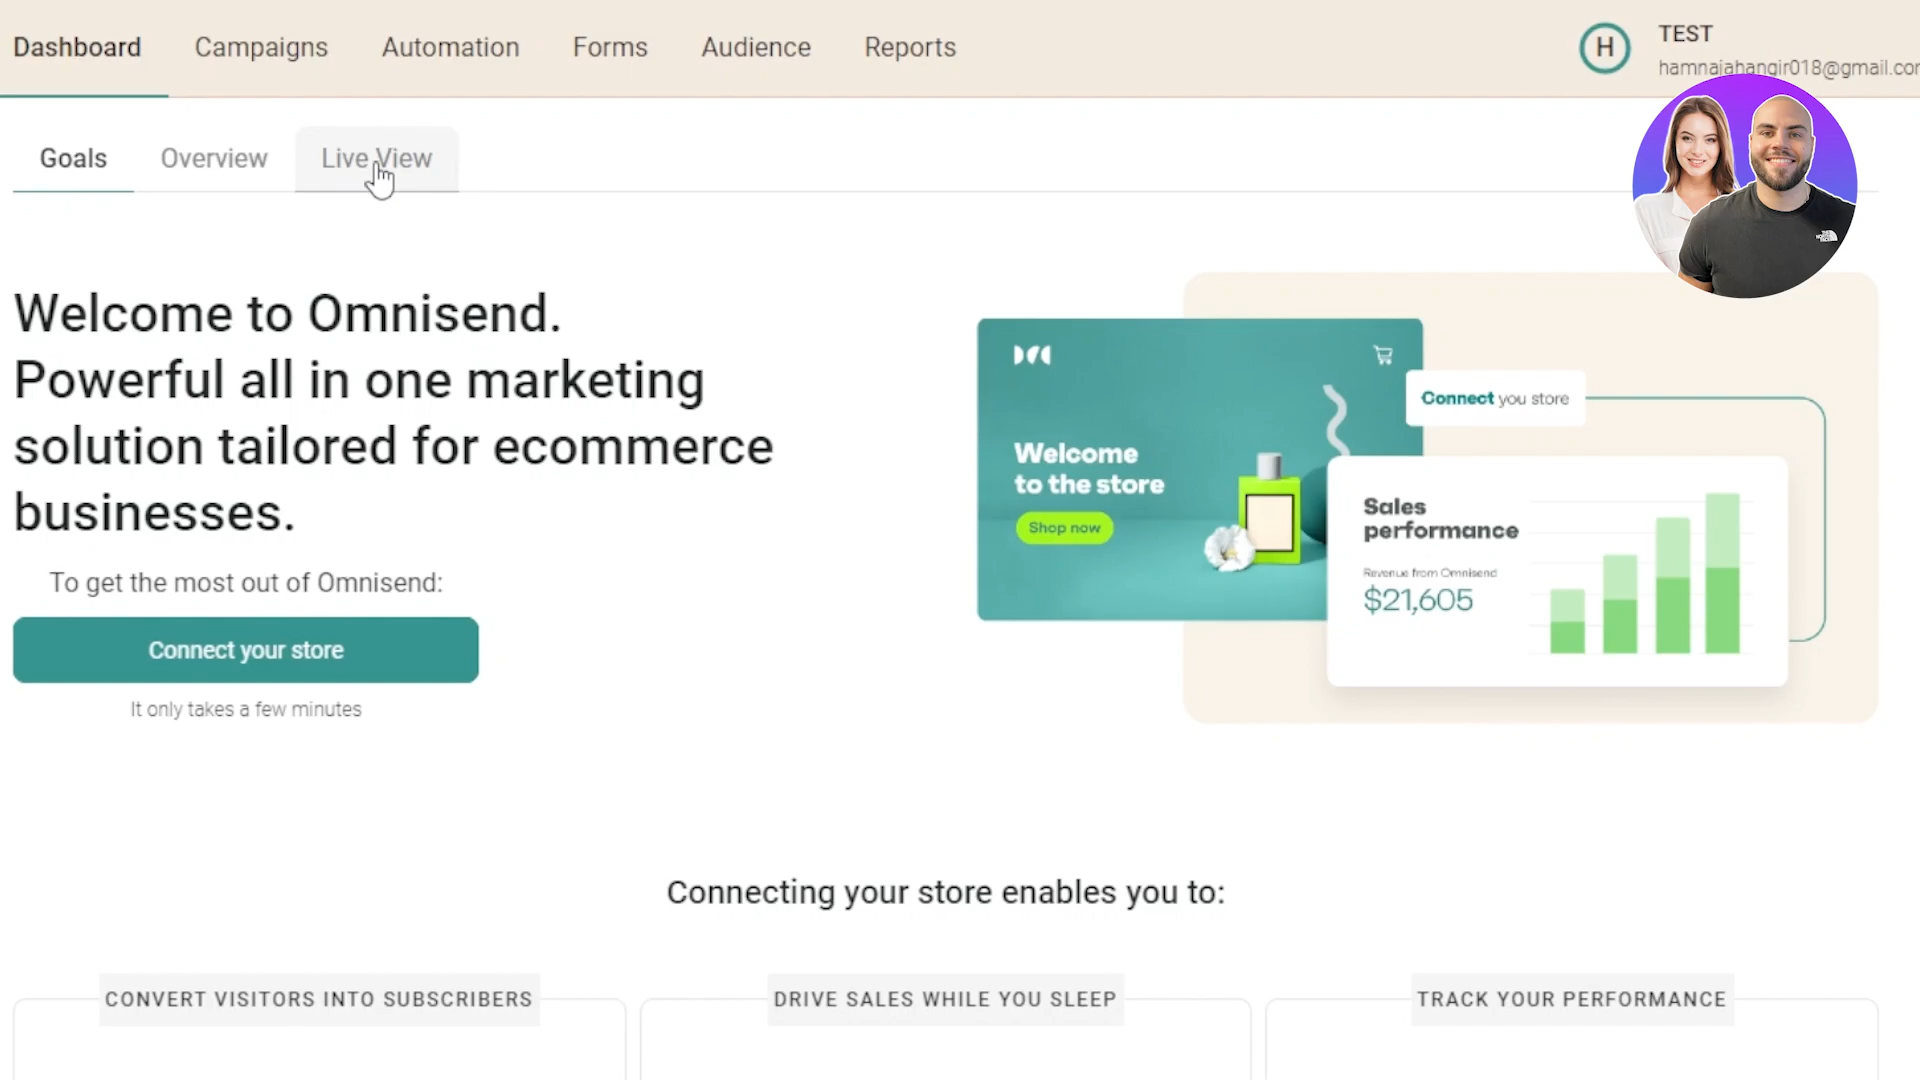 Dashboard Campaigns Automation Forms Audience Reports
H TEST
hamnajahangir018@gmail.cor
Goals Overview Live View
Welcome to Omnisend.
Powerful all in one marketing
solution tailored for ecommerce
businesses.
To get the most out of Omnisend:
Connect your store
It only takes a few minutes
Connect you store
Welcome
to the store
Shop now
Sales
performance
Revenue from Omnisend
$21,605
THE NORTH FACE
Connecting your store enables you to:
CONVERT VISITORS INTO SUBSCRIBERS
DRIVE SALES WHILE YOU SLEEP
TRACK YOUR PERFORMANCE